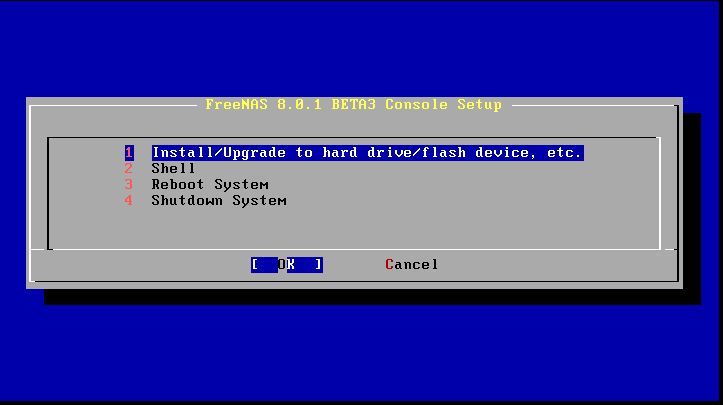 FreeNAS 8.0.1 BETA3 Console Setup
1 Install/Upgrade to hard drive/flash device, etc.
2 Shell
3 Reboot System
4 Shutdown System
[ OK ] Cancel